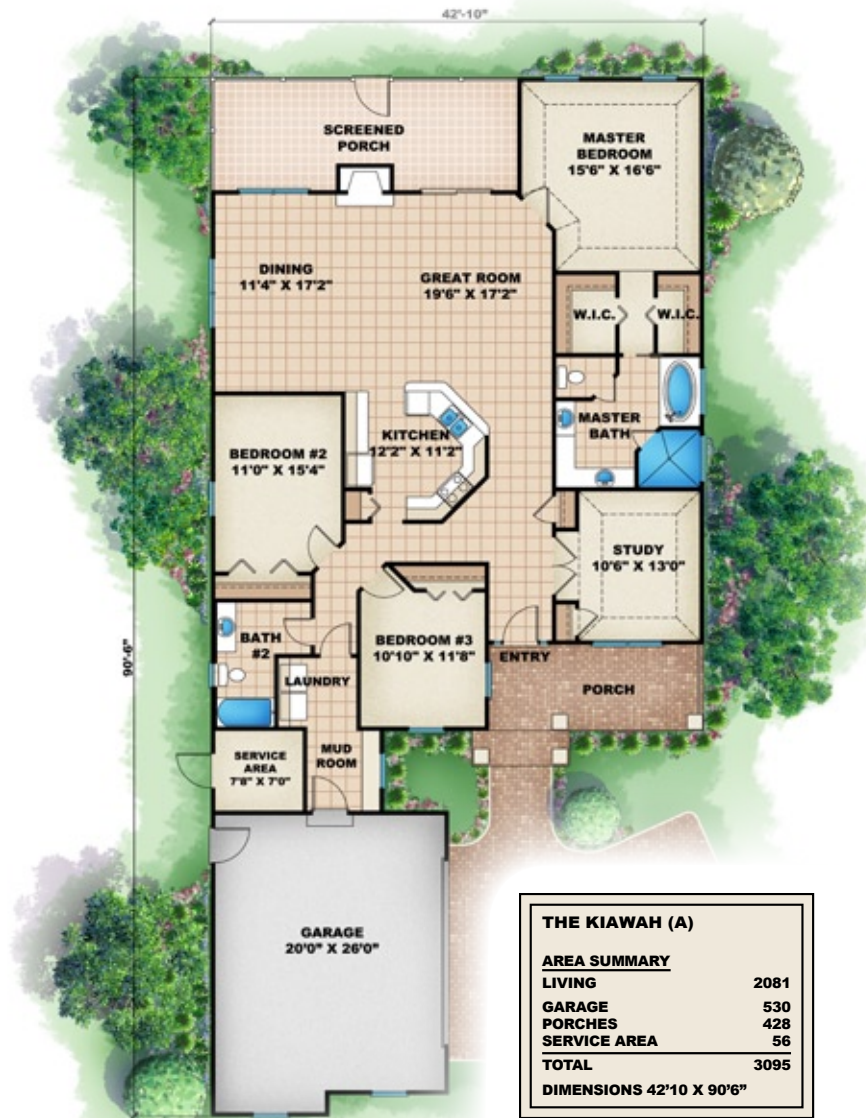 42'-10"
SCREENED
PORCH
MASTER
BEDROOM
15'6" X 16'6"
DINING
11'4" X 17'2"
GREAT ROOM
19'6" X 17'2"
W.I.C.
W.I.C.
KITCHEN
12'2" X 11'2"
MASTER
BATH
BEDROOM #2
11'0" X 15'4"
STUDY
10'6" X 13'0"
BATH
#2
BEDROOM #3
10'10" X 11'8"
ENTRY
90'-6"
LAUNDRY
PORCH
MUD
ROOM
SERVICE
AREA
7'8" X 7'0"
GARAGE
20'0" X 26'0"
THE KIAWAH (A)
AREA SUMMARY
LIVING 2081
GARAGE 530
PORCHES 428
SERVICE AREA 56
TOTAL 3095
DIMENSIONS 42'10 X 90'6"